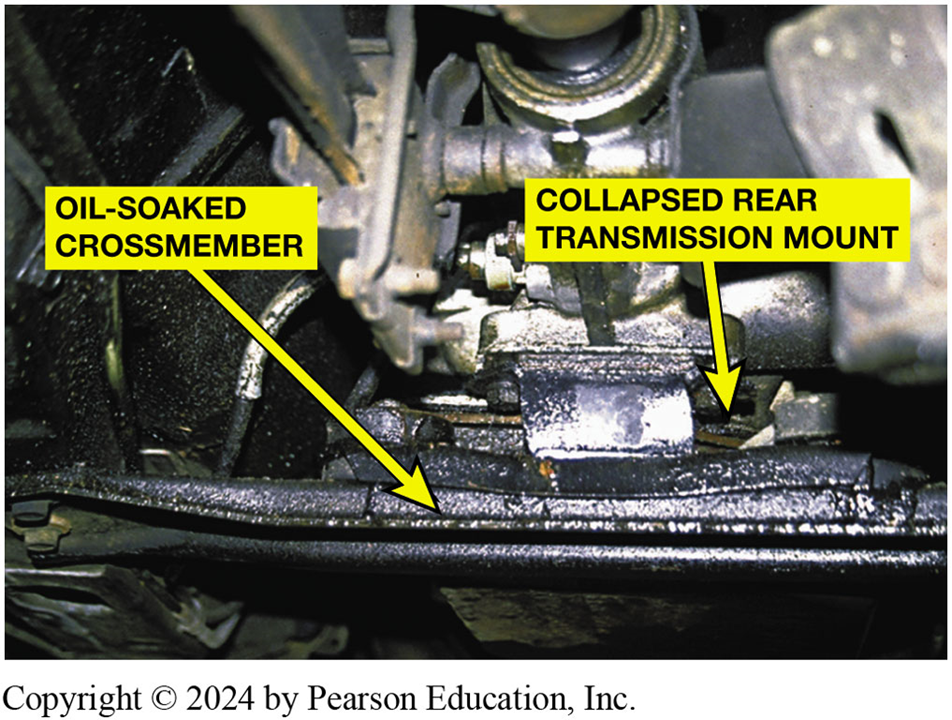 OIL-SOAKED
CROSSMEMBER
COLLAPSED REAR
TRANSMISSION MOUNT
Copyright © 2024 by Pearson Education, Inc.